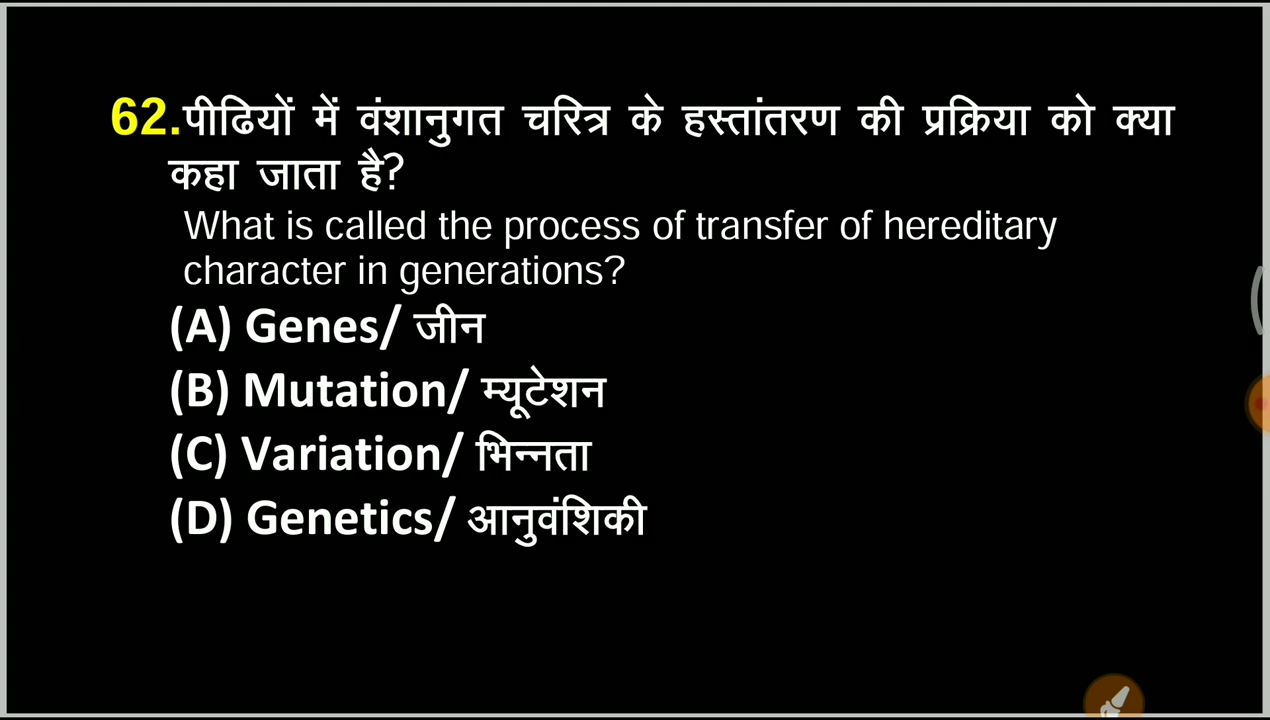 62.पीढियों में वंशानुगत चरित्र के हस्तांतरण की प्रक्रिया को क्या
कहा जाता है?
What is called the process of transfer of hereditary
character in generations?
(A) Genes/ जीन
(B) Mutation/ म्यूटेशन
(C) Variation/ भिन्नता
(D) Genetics/ आनुवंशिकी